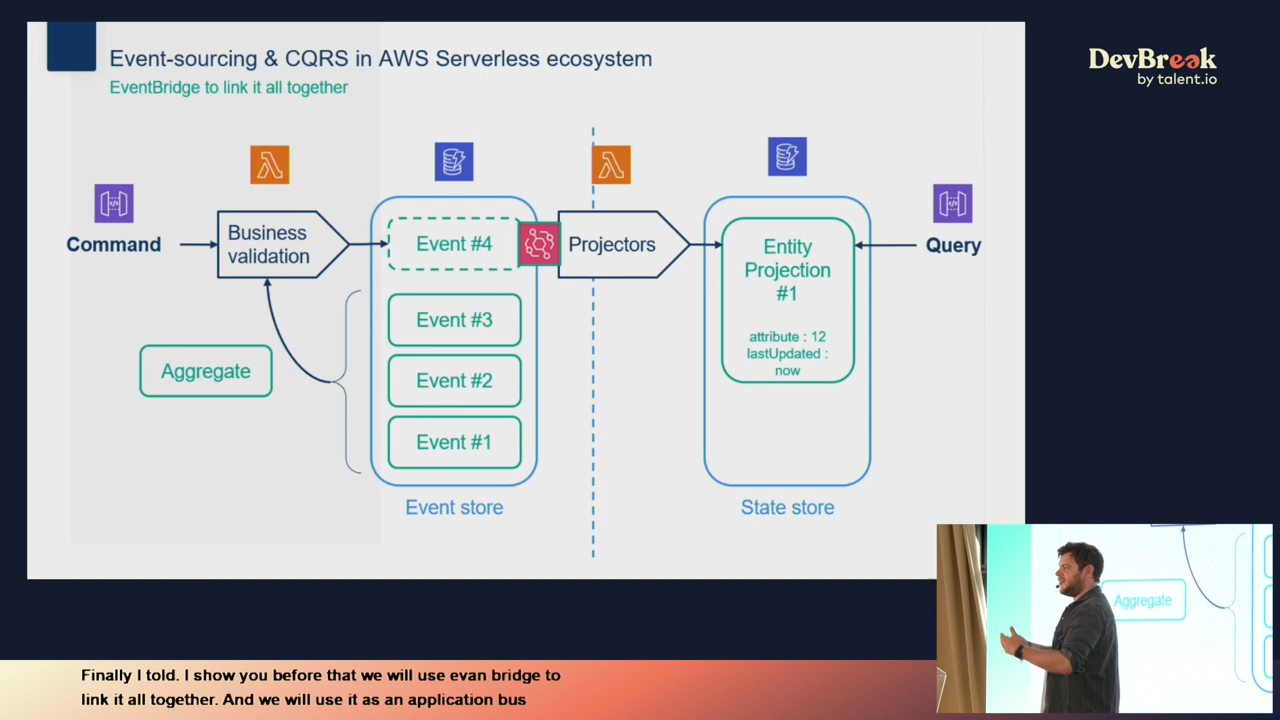 Event-sourcing & CQRS in AWS Serverless ecosystem
EventBridge to link it all together
DevBreak
by talent.io
Command
Business
validation
Event #4
Projectors
Entity
Projection
#1
attribute : 12
lastUpdated :
now
Query
Event #3
Event #2
Event #1
Aggregate
Event store
State store
Aggregate
Finally I told. I show you before that we will use evan bridge to
link it all together. And we will use it as an application bus